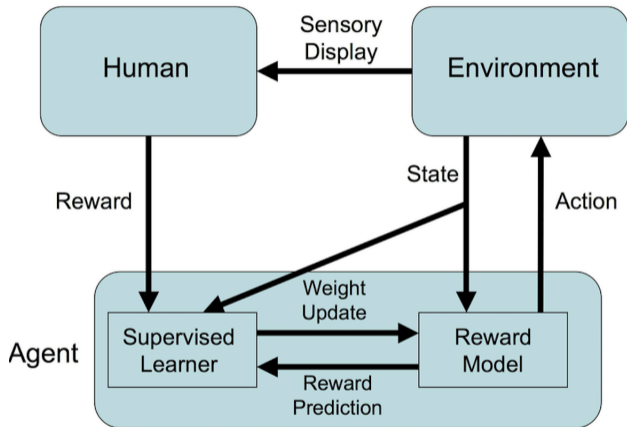 Sensory
Display
Human
Environment
State
Reward
Action
Weight
Update
Agent
Supervised
Learner
Reward
Model
Reward
Prediction